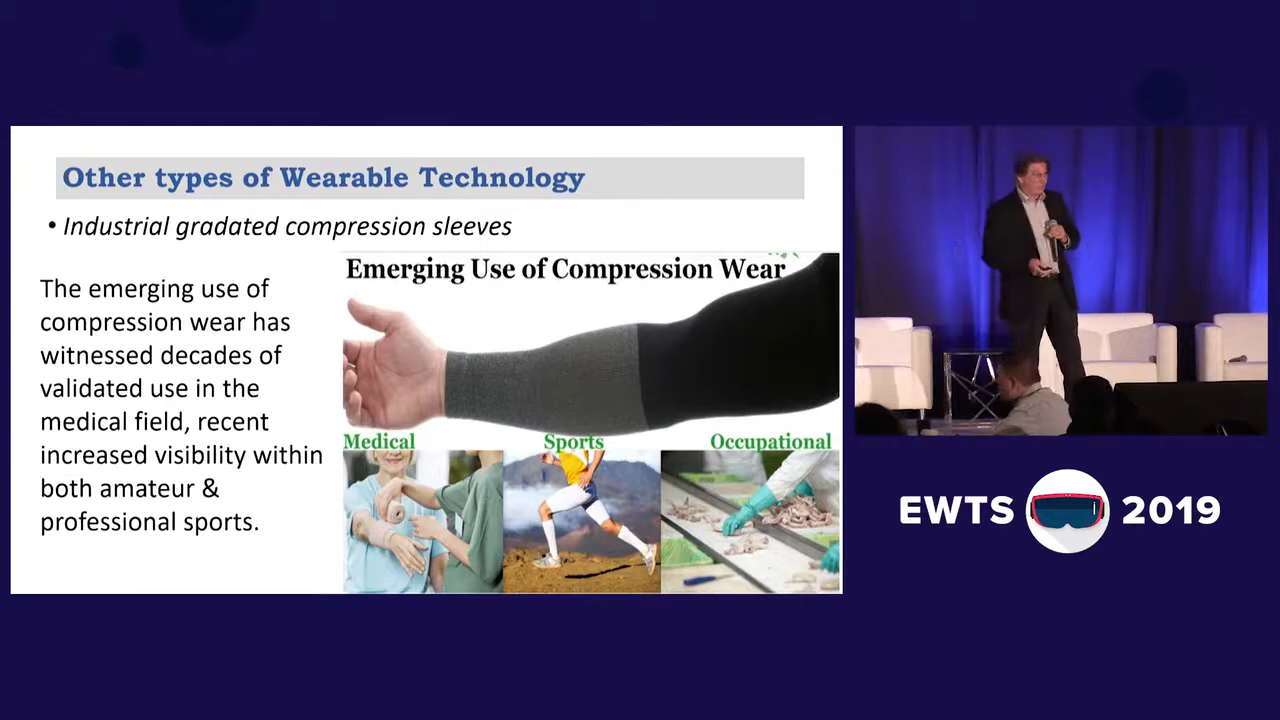 Other types of Wearable Technology
• Industrial gradated compression sleeves
The emerging use of
compression wear has
witnessed decades of
validated use in the
medical field, recent
increased visibility within
both amateur &
professional sports.
Emerging Use of Compression Wear
Medical
Sports
Occupational
EWTS 2019